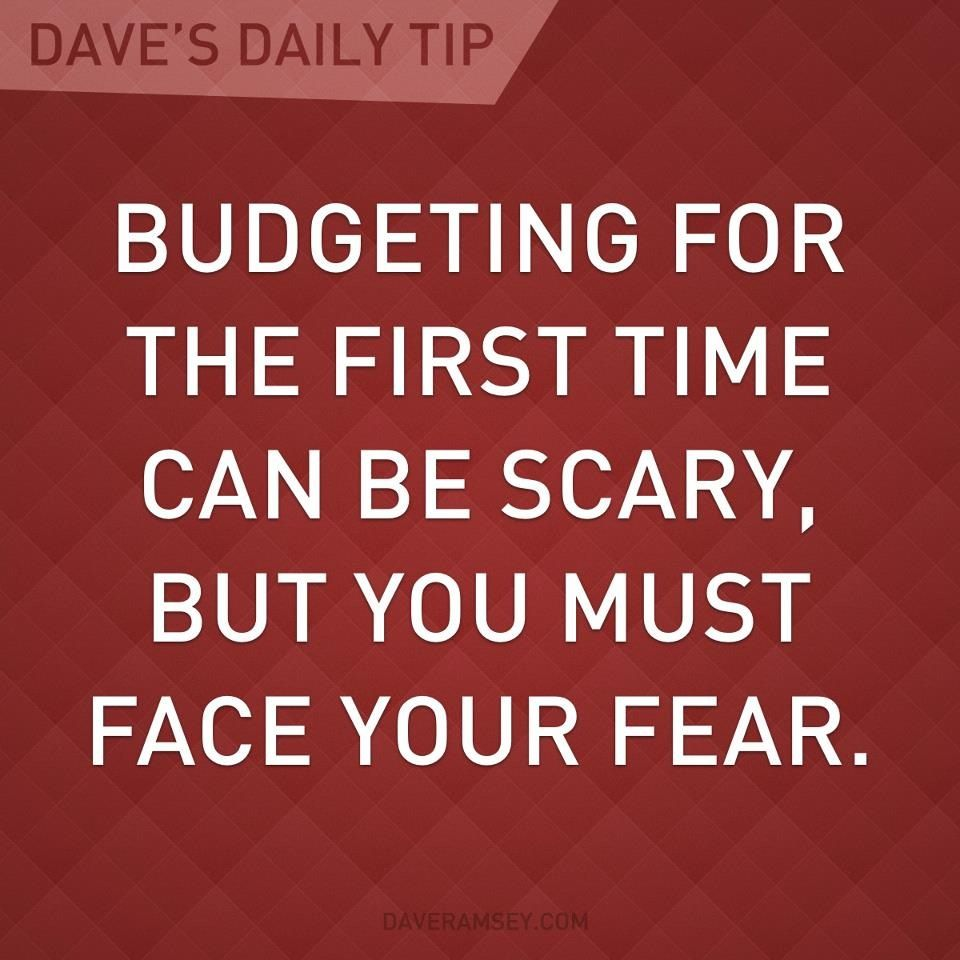 DAVE'S DAILY TIP
BUDGETING FOR
THE FIRST TIME
CAN BE SCARY,
BUT YOU MUST
FACE YOUR FEAR.
DAVERAMSEY.COM